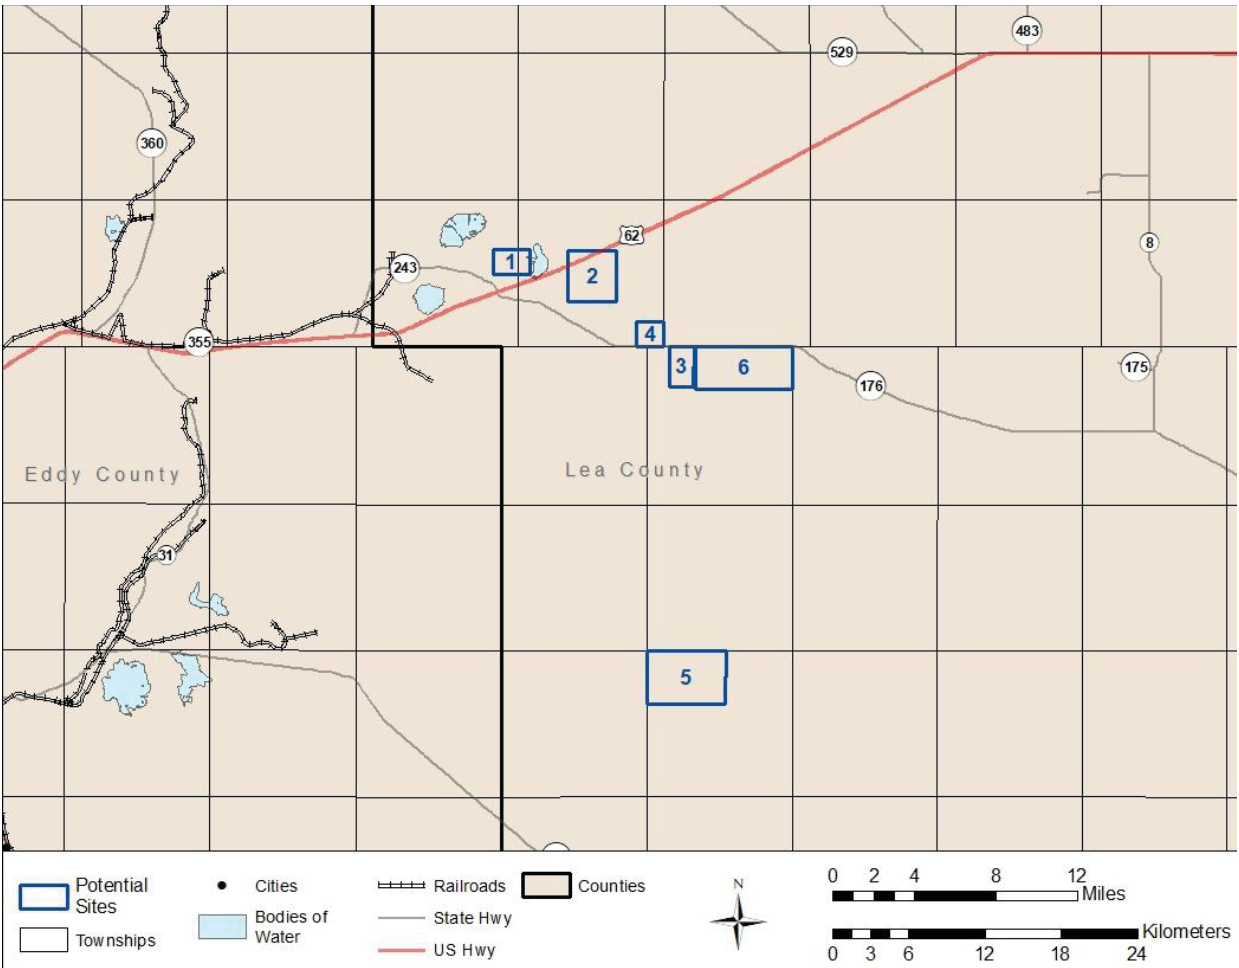 483
529
360
62
1
243
8
2
4
355
3
6
175
176
Eddy County
Lea County
31
5
Potential
Sites
Townships
Cities
Bodies of
Water
Railroads
State Hwy
US Hwy
Counties
N
0 2 4 8 12
Miles
Kilometers
0 3 6 12 18 24